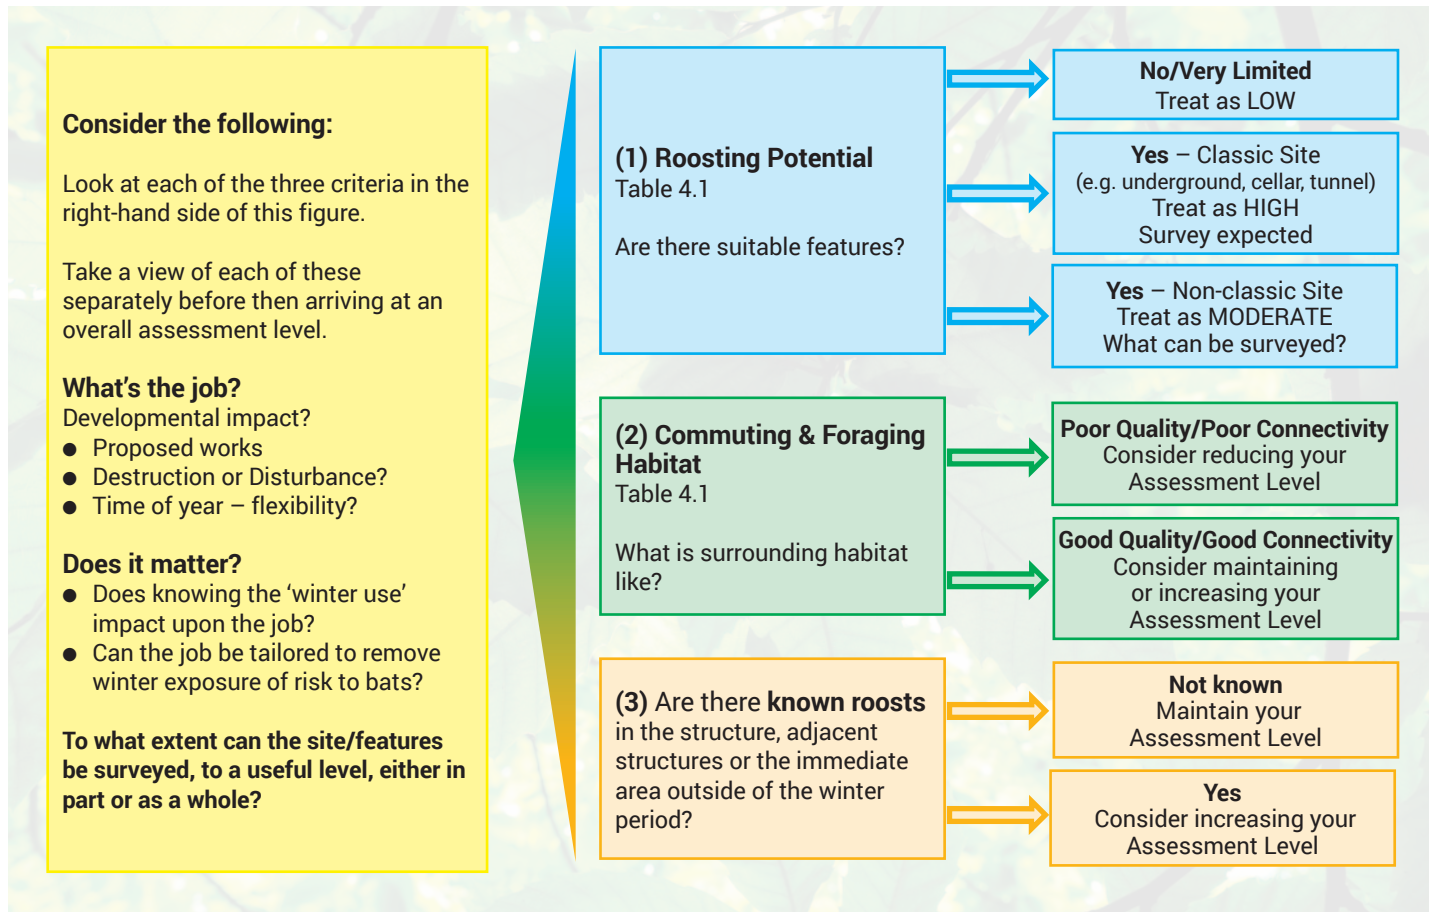 Consider the following:
Look at each of the three criteria in the
right-hand side of this figure.
Take a view of each of these
separately before then arriving at an
overall assessment level.
What's the job?
Developmental impact?
● Proposed works
● Destruction or Disturbance?
● Time of year – flexibility?
Does it matter?
● Does knowing the ‘winter use’
impact upon the job?
● Can the job be tailored to remove
winter exposure of risk to bats?
To what extent can the site/features
be surveyed, to a useful level, either in
part or as a whole?
(1) Roosting Potential
Table 4.1
Are there suitable features?
No/Very Limited
Treat as LOW
Yes – Classic Site
(e.g. underground, cellar, tunnel)
Treat as HIGH
Survey expected
Yes – Non-classic Site
Treat as MODERATE
What can be surveyed?
(2) Commuting & Foraging
Habitat
Table 4.1
What is surrounding habitat
like?
Poor Quality/Poor Connectivity
Consider reducing your
Assessment Level
Good Quality/Good Connectivity
Consider maintaining
or increasing your
Assessment Level
(3) Are there known roosts
in the structure, adjacent
structures or the immediate
area outside of the winter
period?
Not known
Maintain your
Assessment Level
Yes
Consider increasing your
Assessment Level